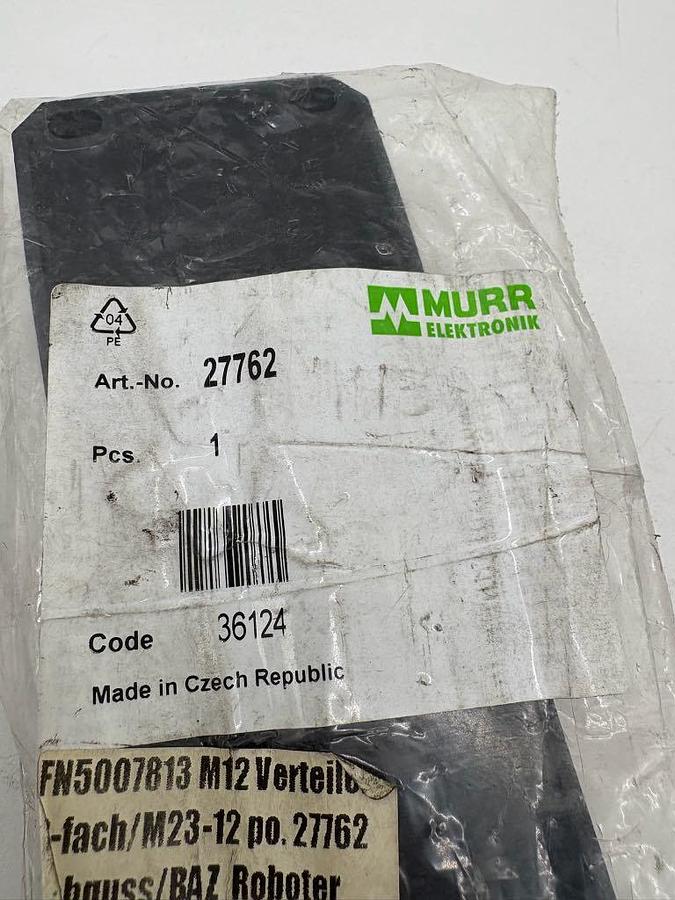 MURR
ELEKTRONIK
04
PE
Art.-No. 27762
Pcs. 1
Code 36124
Made in Czech Republic
FN5007813 M12
-fach/M23-12 po. 27762
/BAZ Roboter